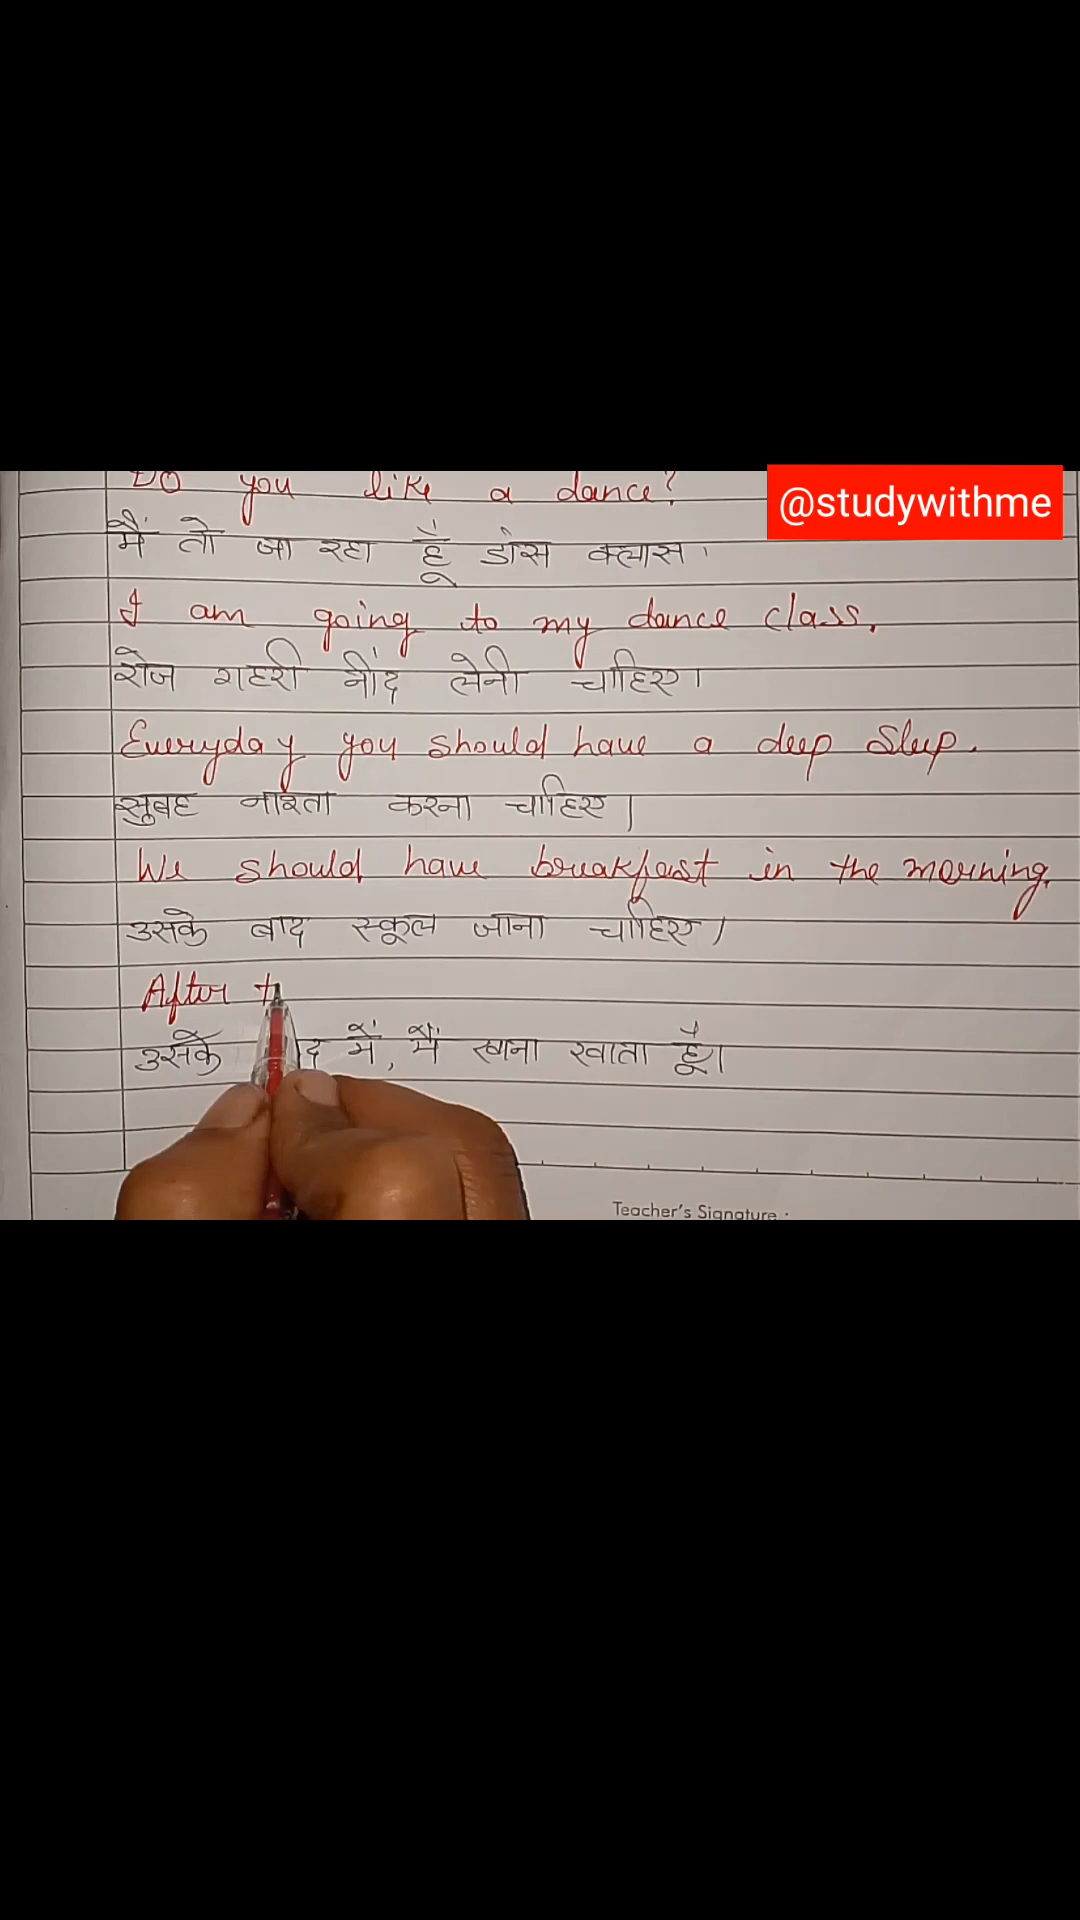 Do you like a dance?
@studywithme
मैं तो जा रहा हूँ डांस क्लास।
I am going to my dance class.
रोज गहरी नींद लेनी चाहिए।
Everyday you should have a deep sleep.
सुबह नाश्ता करना चाहिए।
We should have breakfast in the morning.
उसके बाद स्कूल जाना चाहिए।
After t
उसके में, मैं खाना खाता हूँ।
Teacher's Signature :